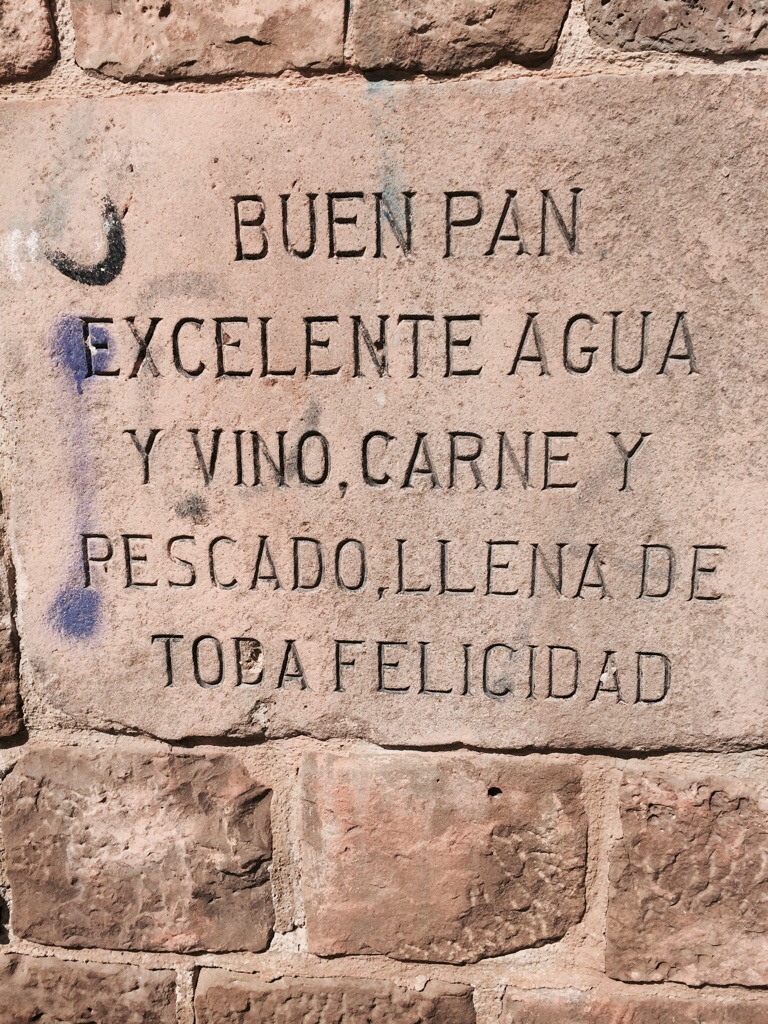 BUEN PAN
EXCELENTE AGUA
Y VINO, CARNE Y
PESCADO, LLENA DE
TODA FELICIDAD